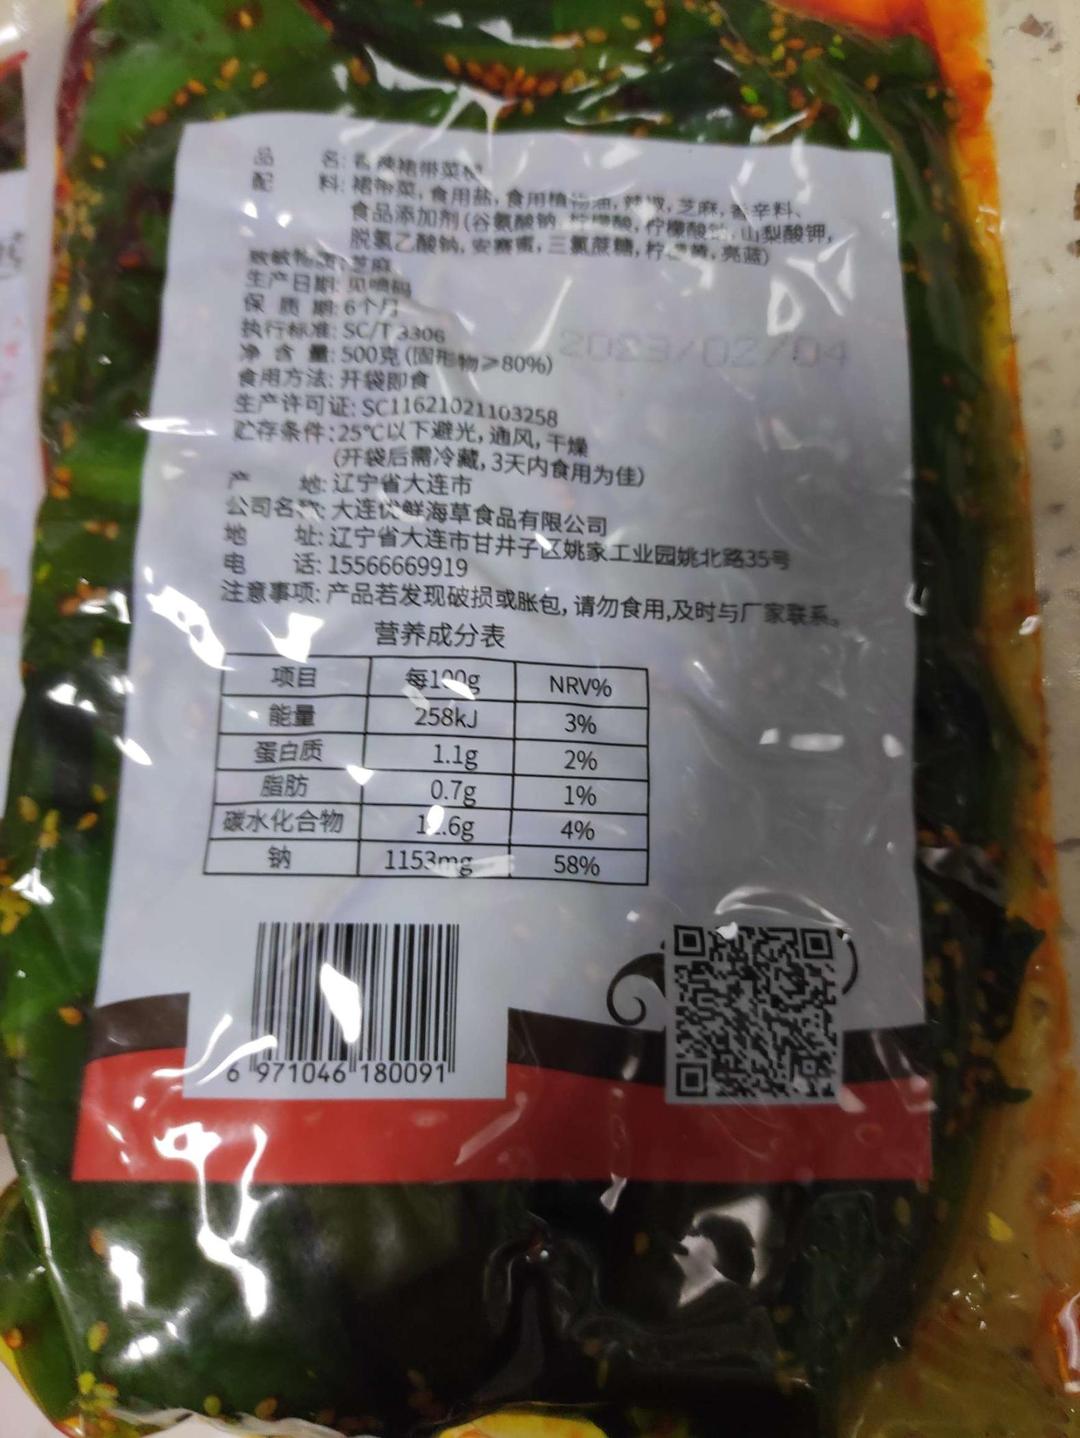 品 名: 香辣裙带菜梗
配 料: 裙带菜, 食用盐, 食用植物油, 辣椒, 芝麻, 香辛料、
食品添加剂 (谷氨酸钠, 柠檬酸, 柠檬酸钠, 山梨酸钾,
脱氢乙酸钠, 安赛蜜, 三氯蔗糖, 柠檬黄, 亮蓝)
致敏物质: 芝麻
生产日期: 见喷码
保 质 期: 6个月
执行标准: SC/T 3306
净 含 量: 500克 (固形物≥80%)
2023/02/04
食用方法: 开袋即食
生产许可证: SC11621021103258
贮存条件: 25℃以下避光, 通风, 干燥
(开袋后需冷藏, 3天内食用为佳)
产 地: 辽宁省大连市
公司名称: 大连优鲜海草食品有限公司
地 址: 辽宁省大连市甘井子区姚家工业园姚北路35号
电 话: 15566669919
注意事项: 产品若发现破损或胀包, 请勿食用,及时与厂家联系。
营养成分表
项目 每100g NRV%
能量 258kJ 3%
蛋白质 1.1g 2%
脂肪 0.7g 1%
碳水化合物 4%
钠 1153mg 58%
6 971046 180091